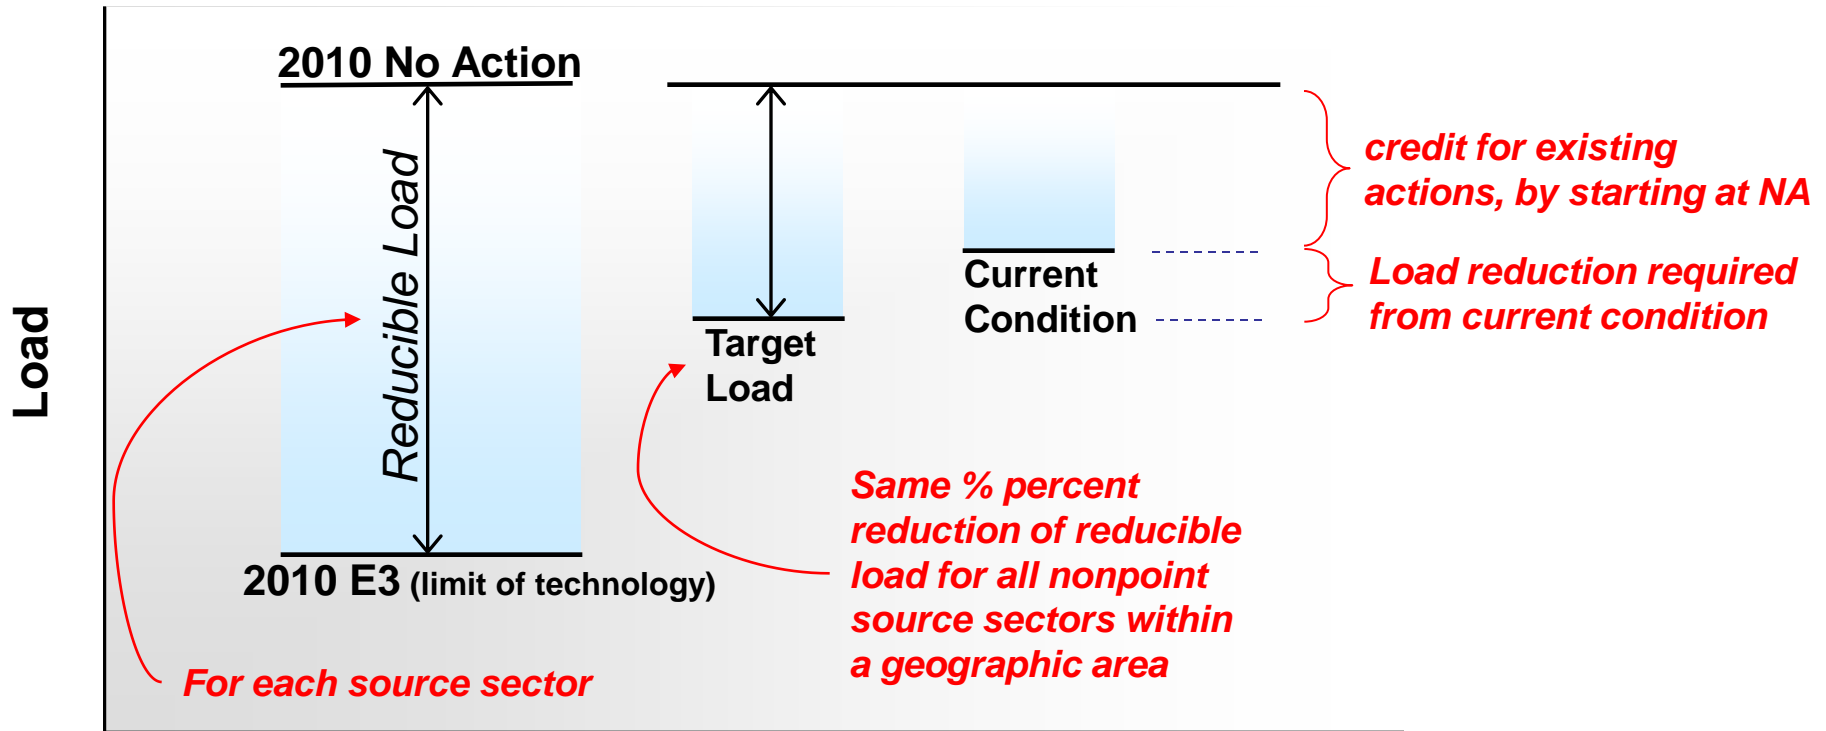 2010 No Action
Reducible Load
2010 E3 (limit of technology)
For each source sector
Load
Target
Load
Current
Condition
credit for existing
actions, by starting at NA
Load reduction required
from current condition
Same % percent
reduction of reducible
load for all nonpoint
source sectors within
a geographic area